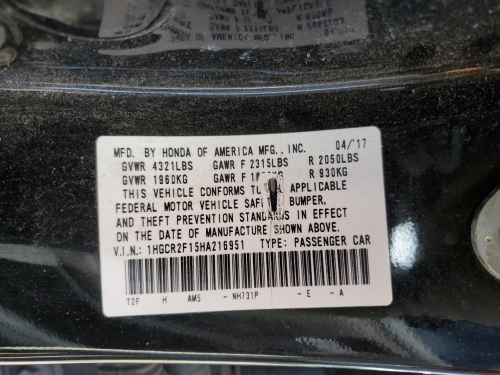 MFD. BY HONDA OF AMERICA MFG., INC. 04/'17
GVWR 4321LBS GAWR F 2315LBS R 2050LBS
GVWR 1960KG GAWR F R 930KG
THIS VEHICLE CONFORMS TO APPLICABLE
FEDERAL MOTOR VEHICLE SAFETY BUMPER,
AND THEFT PREVENTION STANDARDS IN EFFECT
ON THE DATE OF MANUFACTURE SHOWN ABOVE.
V.I.N.: 1HGCR2F15HA216951 TYPE: PASSENGER CAR
T2F H AM5 - NH731P - E - A